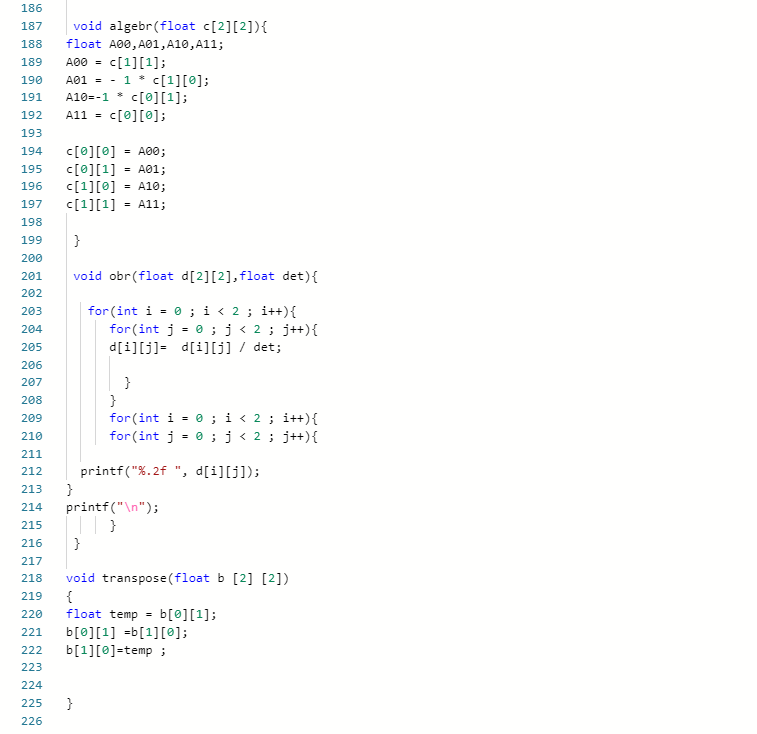 186
187 void algebr(float c[2][2]){
188 float A00,A01,A10,A11;
189 A00 = c[1][1];
190 A01 = - 1 * c[1][0];
191 A10=-1 * c[0][1];
192 A11 = c[0][0];
193
194 c[0][0] = A00;
195 c[0][1] = A01;
196 c[1][0] = A10;
197 c[1][1] = A11;
198
199 }
200
201 void obr(float d[2][2],float det){
202
203 for(int i = 0 ; i < 2 ; i++){
204 for(int j = 0 ; j < 2 ; j++){
205 d[i][j]=  d[i][j] / det;
206
207 }
208 }
209 for(int i = 0 ; i < 2 ; i++){
210 for(int j = 0 ; j < 2 ; j++){
211
212 printf("%.2f ", d[i][j]);
213 }
214 printf("\n");
215 }
216 }
217
218 void transpose(float b [2] [2])
219 {
220 float temp = b[0][1];
221 b[0][1] =b[1][0];
222 b[1][0]=temp ;
223
224
225 }
226